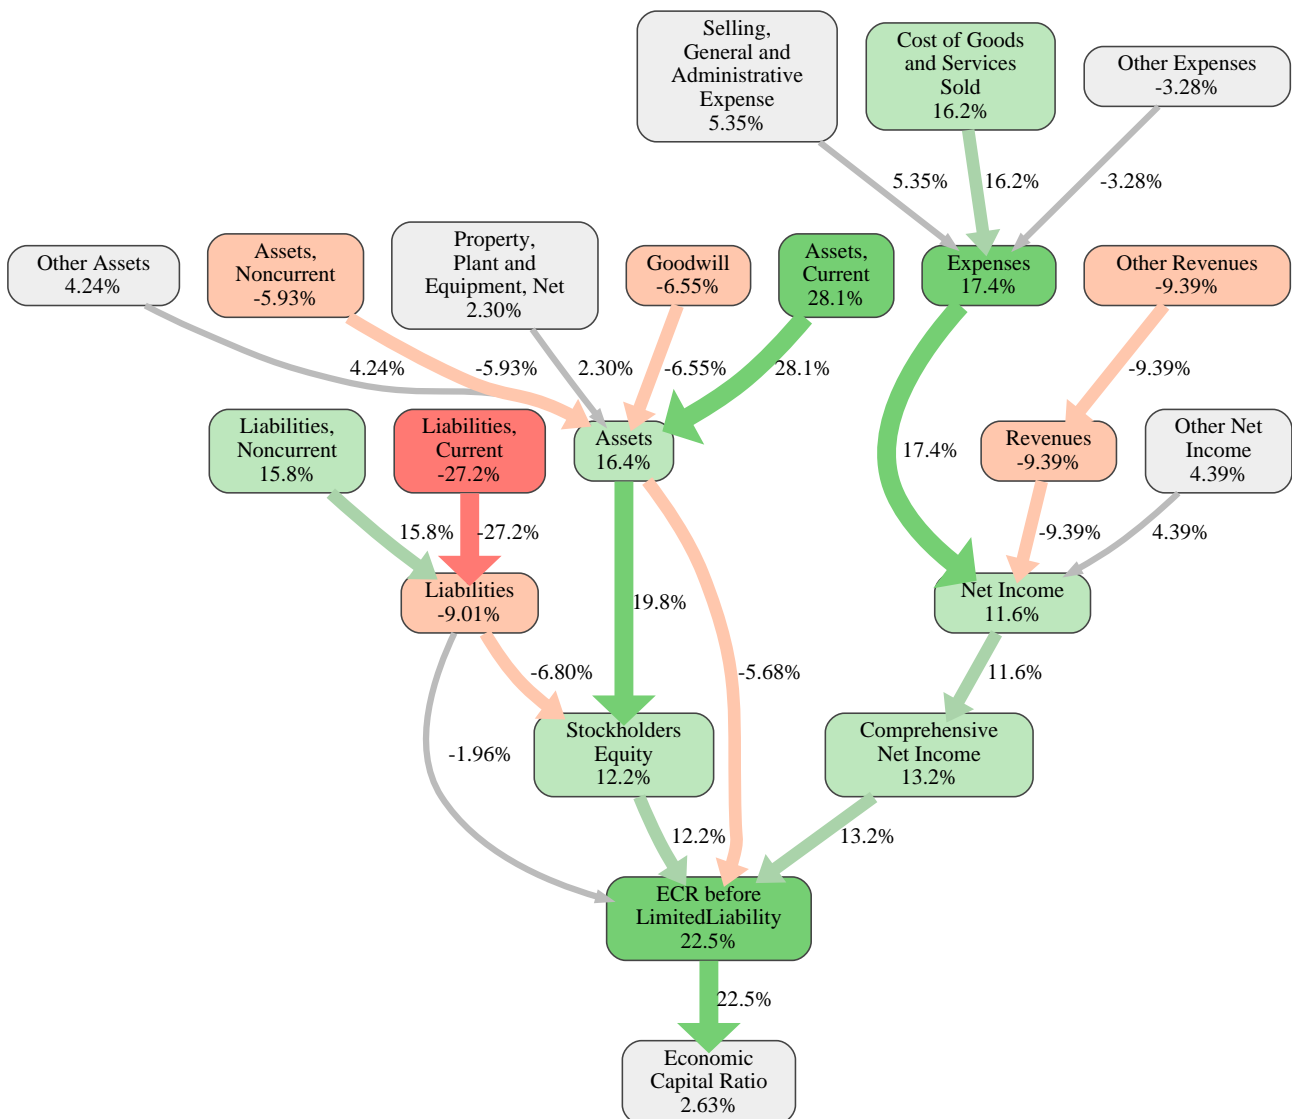 Selling,
General and
Administrative
Expense
5.35%
Cost of Goods
and Services
Sold
16.2%
Other Expenses
-3.28%
5.35%
16.2%
-3.28%
Other Assets
4.24%
Assets,
Noncurrent
-5.93%
Property,
Plant and
Equipment, Net
2.30%
Goodwill
-6.55%
Assets,
Current
28.1%
Expenses
17.4%
Other Revenues
-9.39%
4.24%
-5.93%
2.30%
-6.55%
28.1%
-9.39%
Liabilities,
Noncurrent
15.8%
Liabilities,
Current
-27.2%
Assets
16.4%
17.4%
Revenues
-9.39%
Other Net
Income
4.39%
15.8%
-27.2%
-9.39%
4.39%
Liabilities
-9.01%
19.8%
Net Income
11.6%
-6.80%
-5.68%
11.6%
-1.96%
Stockholders
Equity
12.2%
Comprehensive
Net Income
13.2%
12.2%
13.2%
ECR before
LimitedLiability
22.5%
22.5%
Economic
Capital Ratio
2.63%